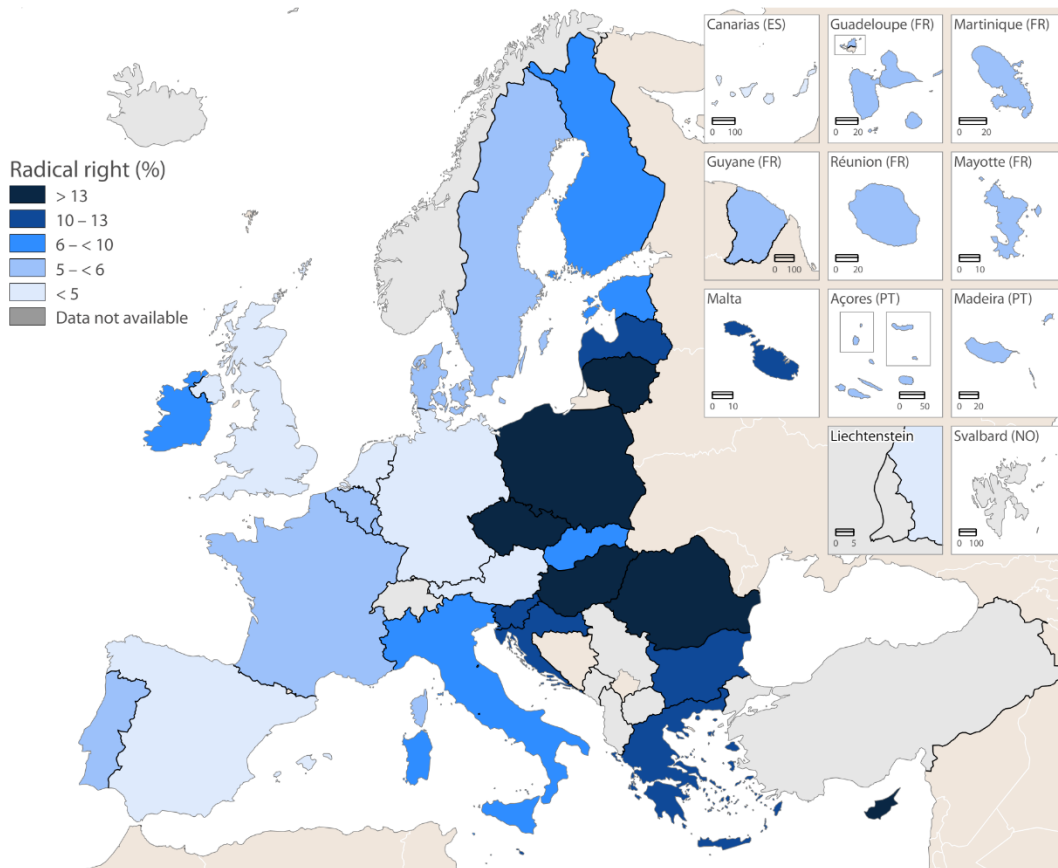 Canarias (ES)
0 100
Guadeloupe (FR)
0 20
Martinique (FR)
0 20
Radical right (%)
> 13
10 – 13
6 – < 10
5 – < 6
< 5
Data not available
Guyane (FR)
0 100
Réunion (FR)
0 20
Mayotte (FR)
0 10
Malta
0 10
Açores (PT)
0 50
Madeira (PT)
0 20
Liechtenstein
0 5
Svalbard (NO)
0 100